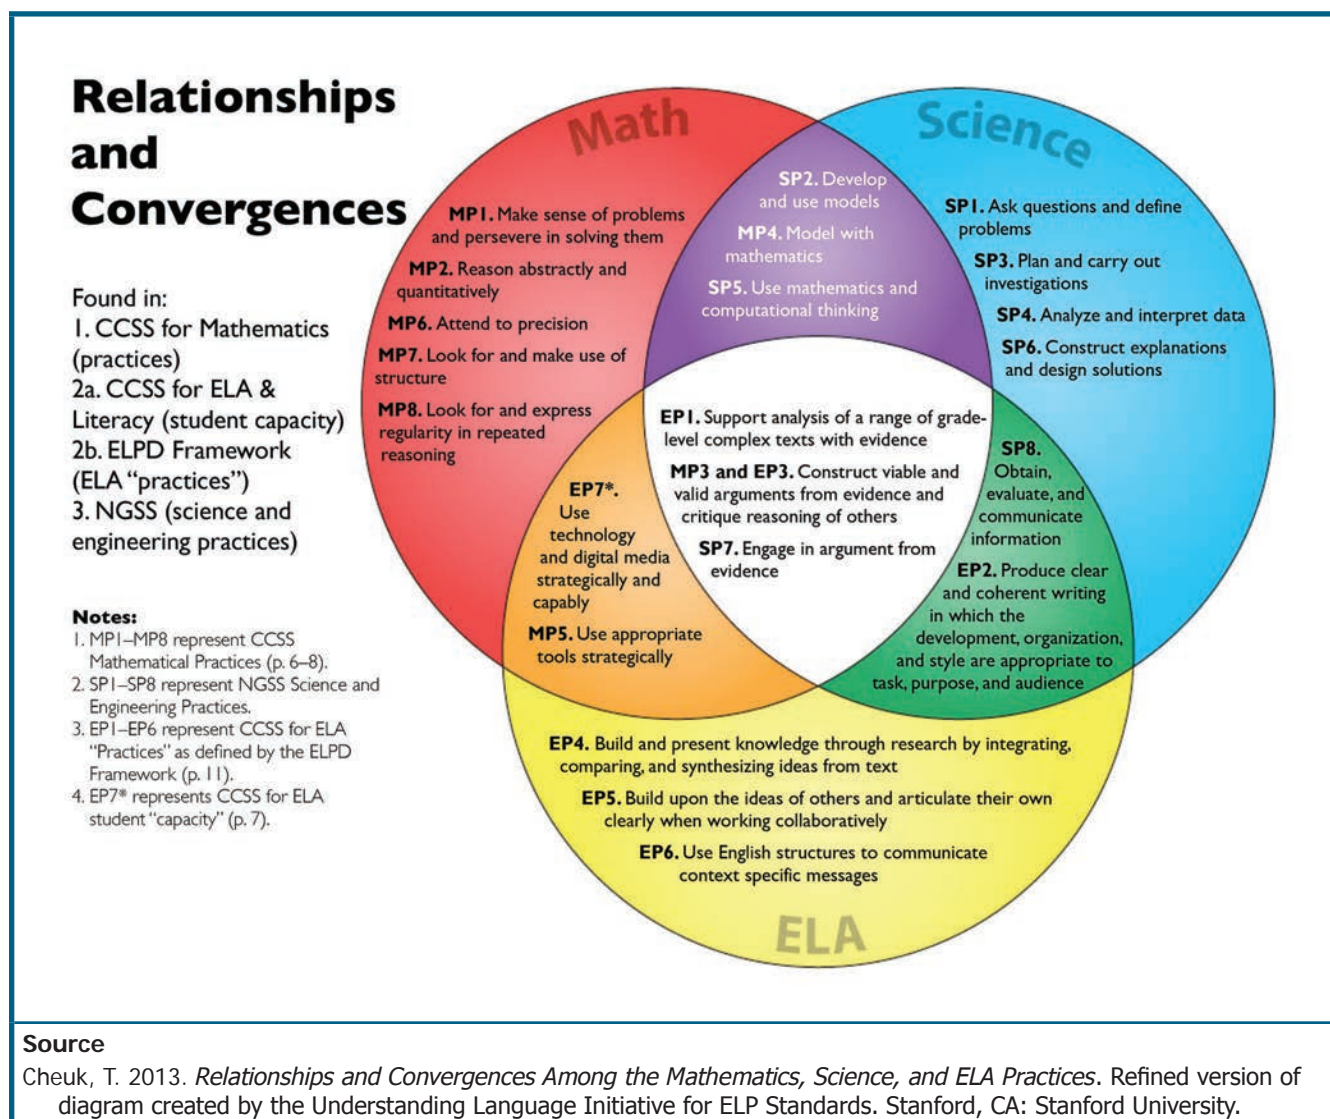 Relationships
and
Convergences
Found in:
1. CCSS for Mathematics
(practices)
2a. CCSS for ELA &
Literacy (student capacity)
2b. ELPD Framework
(ELA “practices”)
3. NGSS (science and
engineering practices)
Notes:
1. MP1–MP8 represent CCSS
Mathematical Practices (p. 6–8).
2. SP1–SP8 represent NGSS Science and
Engineering Practices.
3. EP1–EP6 represent CCSS for ELA
“Practices” as defined by the ELPD
Framework (p. 11).
4. EP7* represents CCSS for ELA
student “capacity” (p. 7).
Math
MP1. Make sense of problems
and persevere in solving them
MP2. Reason abstractly and
quantitatively
MP6. Attend to precision
MP7. Look for and make use of
structure
MP8. Look for and express
regularity in repeated
reasoning
SP2. Develop
and use models
MP4. Model with
mathematics
SP5. Use mathematics and
computational thinking
Science
SP1. Ask questions and define
problems
SP3. Plan and carry out
investigations
SP4. Analyze and interpret data
SP6. Construct explanations
and design solutions
EP1. Support analysis of a range of grade-
level complex texts with evidence
MP3 and EP3. Construct viable and
valid arguments from evidence and
critique reasoning of others
SP7. Engage in argument from
evidence
EP7*.
Use
technology
and digital media
strategically and
capably
MP5. Use appropriate
tools strategically
SP8.
Obtain,
evaluate, and
communicate
information
EP2. Produce clear
and coherent writing
in which the
development, organization,
and style are appropriate to
task, purpose, and audience
EP4. Build and present knowledge through research by integrating,
comparing, and synthesizing ideas from text
EP5. Build upon the ideas of others and articulate their own
clearly when working collaboratively
EP6. Use English structures to communicate
context specific messages
ELA
Source
Cheuk, T. 2013. Relationships and Convergences Among the Mathematics, Science, and ELA Practices. Refined version of
diagram created by the Understanding Language Initiative for ELP Standards. Stanford, CA: Stanford University.